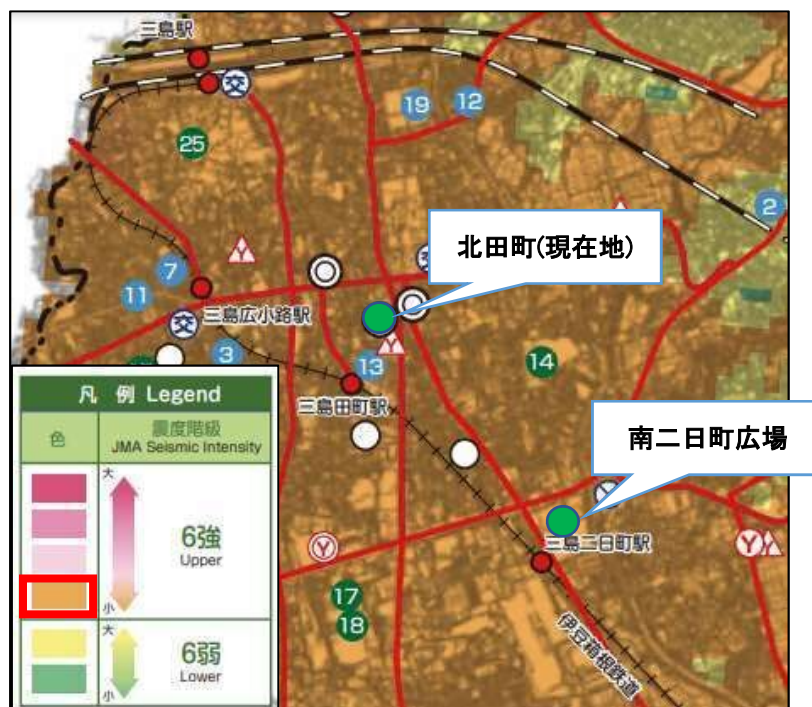 三島駅
交
19
12
25
2
北田町(現在地)
7
11
Y
三島広小路駅
交
3
13
Y
14
三島田町駅
南二日町広場
三島二日町駅
Y
Y
17
18
伊豆箱根鉄道
凡 例 Legend
色
震度階級
JMA Seismic Intensity
大
6強
Upper
小
大
6弱
Lower
小